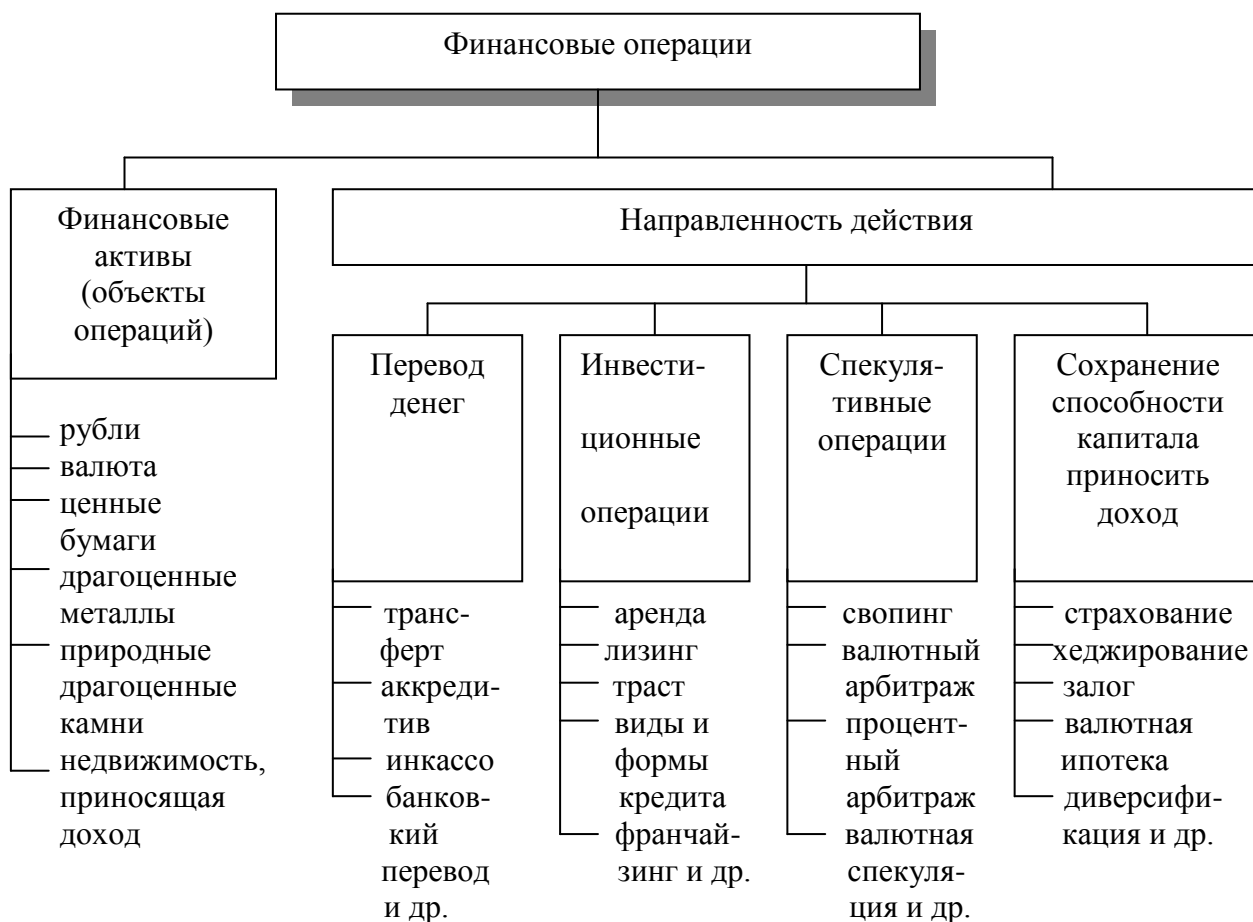 Финансовые операции
Финансовые
активы
(объекты
операций)
Направленность действия
Перевод
денег
Инвести-
ционные
операции
Спекуля-
тивные
операции
Сохранение
способности
капитала
приносить
доход
рубли
валюта
ценные
бумаги
драгоценные
металлы
природные
драгоценные
камни
недвижимость,
приносящая
доход
транс-
ферт
аккреди-
тив
инкассо
банков-
кий
перевод
и др.
аренда
лизинг
траст
виды и
формы
кредита
франчай-
зинг и др.
свопинг
валютный
арбитраж
процент-
ный
арбитраж
валютная
спекуля-
ция и др.
страхование
хеджирование
залог
валютная
ипотека
диверсифи-
кация и др.